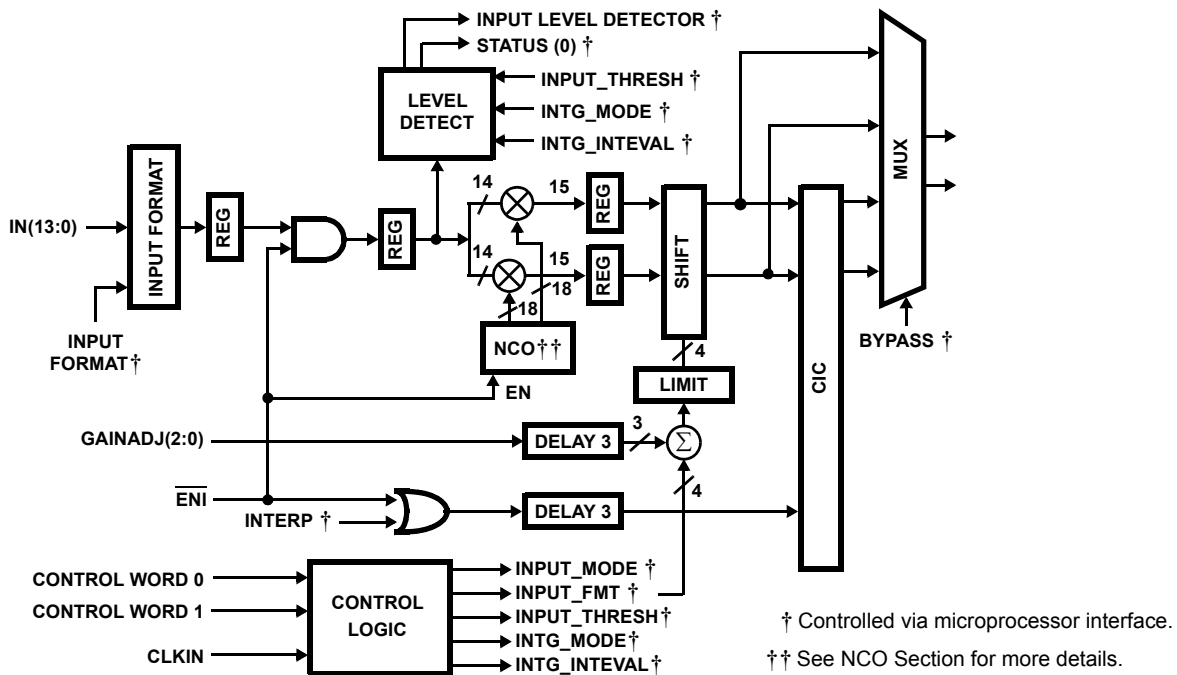 INPUT LEVEL DETECTOR †
STATUS (0) †
LEVEL
DETECT
INPUT_THRESH †
INTG_MODE †
INTG_INTEVAL †
IN(13:0)
INPUT FORMAT
REG
REG
14
15
REG
14
15
REG
18
18
SHIFT
MUX
INPUT
FORMAT†
NCO††
EN
4
LIMIT
BYPASS †
CIC
GAINADJ(2:0)
DELAY 3
3
Σ
4
ENI
INTERP †
DELAY 3
CONTROL WORD 0
CONTROL WORD 1
CLKIN
CONTROL
LOGIC
INPUT_MODE †
INPUT_FMT †
INPUT_THRESH†
INTG_MODE†
INTG_INTEVAL†
† Controlled via microprocessor interface.
†† See NCO Section for more details.